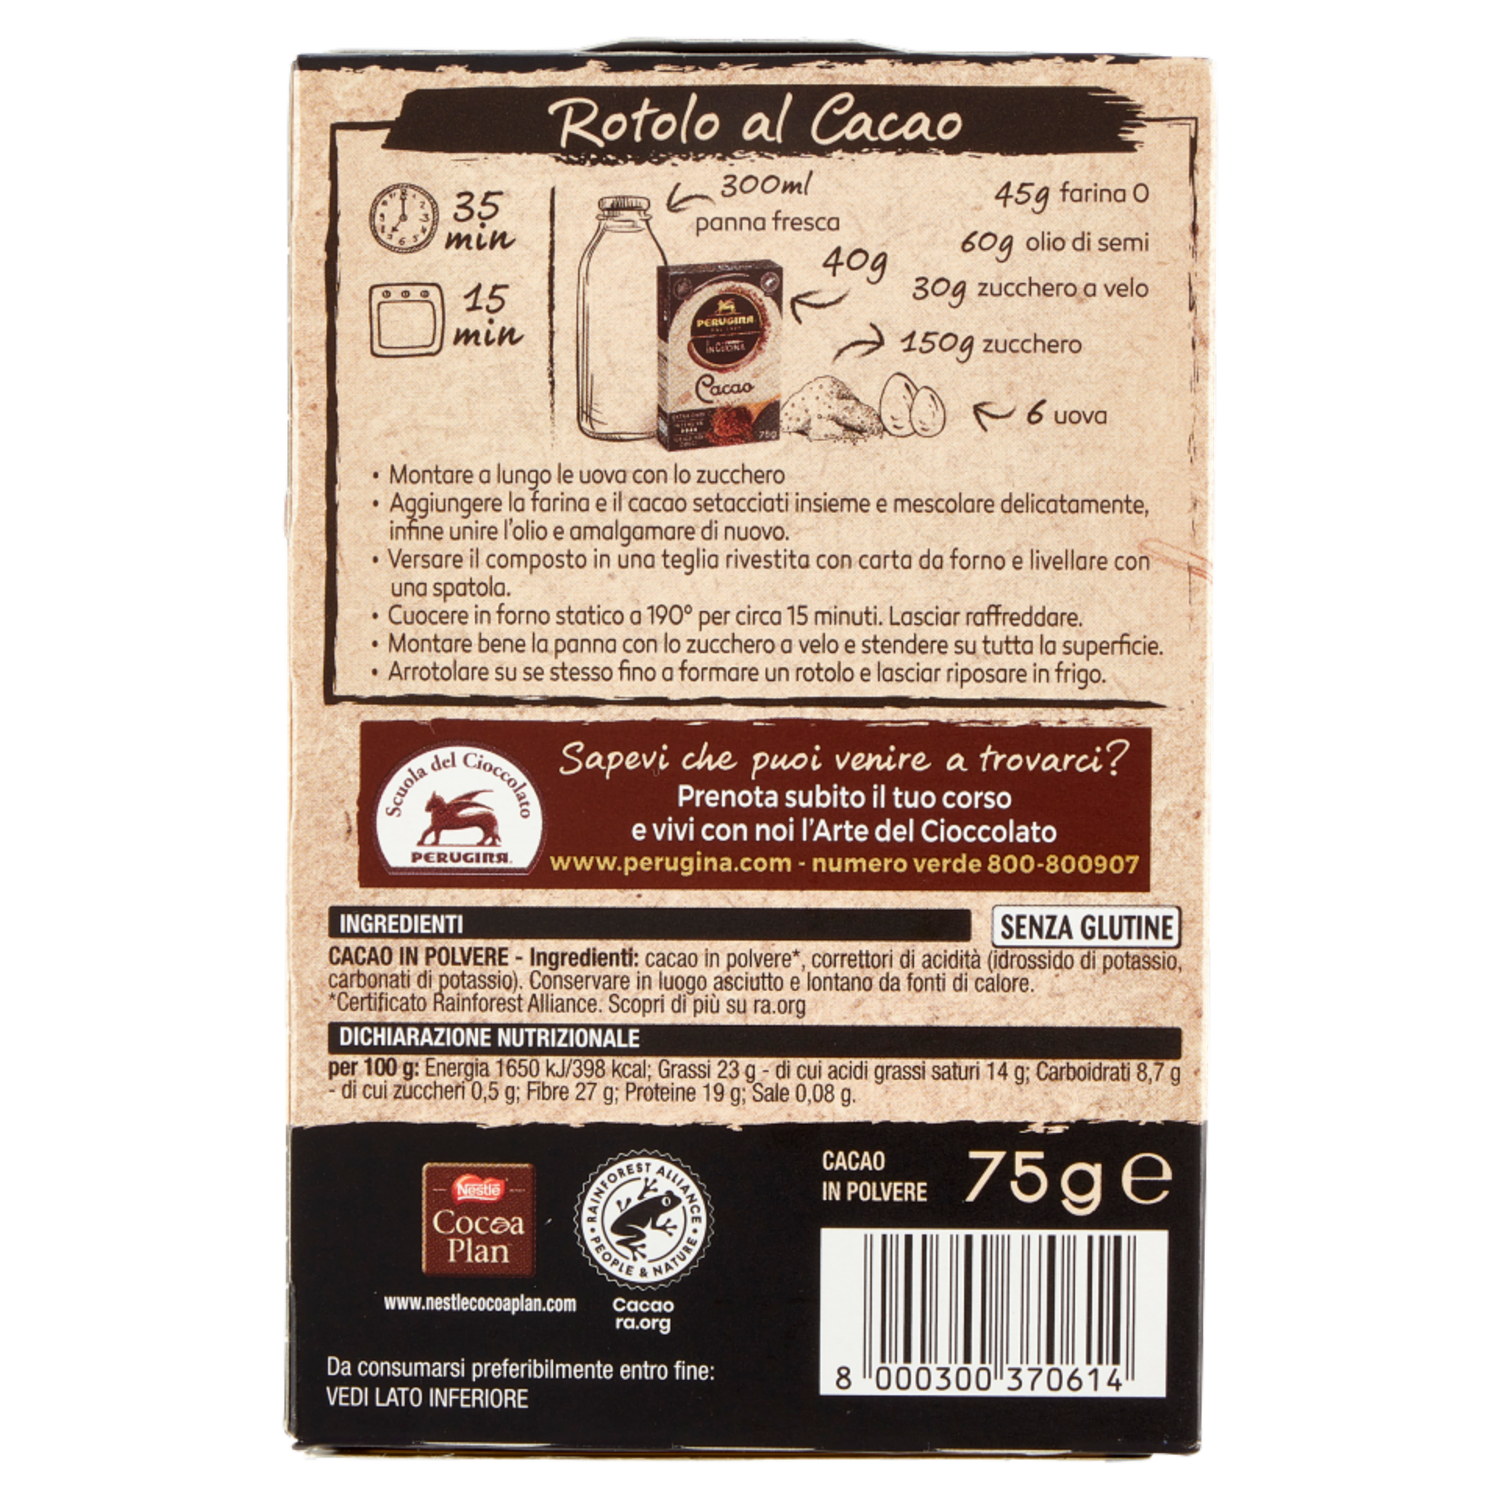 Rotolo al Cacao
35
min
15
min
300ml
panna fresca
40g
45g farina 0
60g olio di semi
30g zucchero a velo
150g zucchero
6 uova
PERUGINA
Cacao
75g
• Montare a lungo le uova con lo zucchero
• Aggiungere la farina e il cacao setacciati insieme e mescolare delicatamente,
infine unire l'olio e amalgamare di nuovo.
• Versare il composto in una teglia rivestita con carta da forno e livellare con
una spatola.
• Cuocere in forno statico a 190° per circa 15 minuti. Lasciar raffreddare.
• Montare bene la panna con lo zucchero a velo e stendere su tutta la superficie.
• Arrotolare su se stesso fino a formare un rotolo e lasciar riposare in frigo.
Scuola del Cioccolato
PERUGINA
Sapevi che puoi venire a trovarci?
Prenota subito il tuo corso
e vivi con noi l'Arte del Cioccolato
www.perugina.com - numero verde 800-800907
INGREDIENTI
SENZA GLUTINE
CACAO IN POLVERE - Ingredienti: cacao in polvere*, correttori di acidità (idrossido di potassio,
carbonati di potassio). Conservare in luogo asciutto e lontano da fonti di calore.
*Certificato Rainforest Alliance. Scopri di più su ra.org
DICHIARAZIONE NUTRIZIONALE
per 100 g: Energia 1650 kJ/398 kcal; Grassi 23 g - di cui acidi grassi saturi 14 g; Carboidrati 8,7 g
- di cui zuccheri 0,5 g; Fibre 27 g; Proteine 19 g; Sale 0,08 g.
Nestlé
Cocoa
Plan
www.nestlecocoaplan.com
RAINFOREST ALLIANCE
PEOPLE & NATURE
Cacao
ra.org
CACAO
IN POLVERE
75g e
8 000300 370614
Da consumarsi preferibilmente entro fine:
VEDI LATO INFERIORE